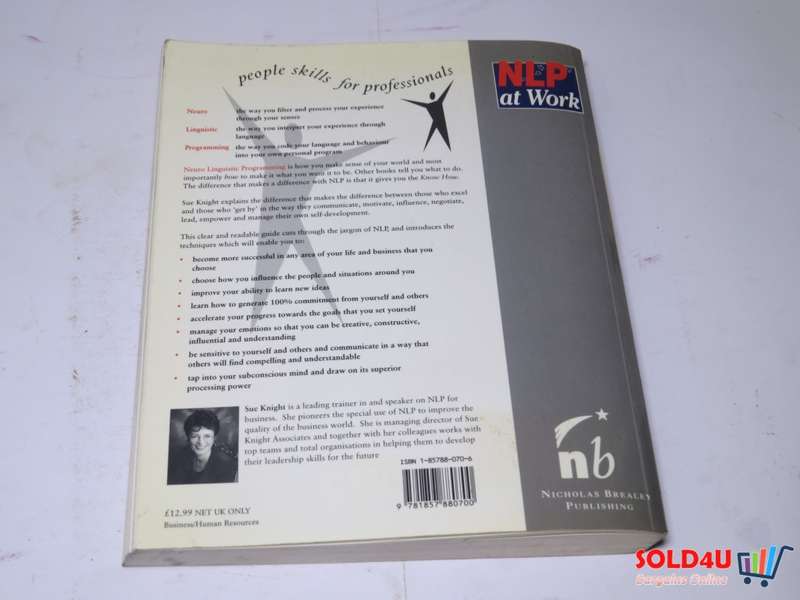 people skills for professionals
NLP
at Work
Neuro the way you filter and process your experience
through your senses
Linguistic the way you interpret your experience through
language
Programming the way you code your language and behaviour
into your own personal program
Neuro Linguistic Programming is how you make sense of your world and most
importantly how to make it what you want it to be. Other books tell you what to do.
The difference that makes a difference with NLP is that it gives you the Know How.
Sue Knight explains the difference that makes the difference between those who excel
and those who 'get by' in the way they communicate, motivate, influence, negotiate,
lead, empower and manage their own self-development.
This clear and readable guide cuts through the jargon of NLP, and introduces the
techniques which will enable you to:
• become more successful in any area of your life and business that you
choose
• choose how you influence the people and situations around you
• improve your ability to learn new ideas
• learn how to generate 100% commitment from yourself and others
• accelerate your progress towards the goals that you set yourself
• manage your emotions so that you can be creative, constructive,
influential and understanding
• be sensitive to yourself and others and communicate in a way that
others will find compelling and understandable
• tap into your subconscious mind and draw on its superior
processing power
Sue Knight is a leading trainer in and speaker on NLP for
business. She pioneers the special use of NLP to improve the
quality of the business world. She is managing director of Sue
Knight Associates and together with her colleagues works with
top teams and total organisations in helping them to develop
their leadership skills for the future
ISBN 1-85788-070-6
9 781857 880700
£12.99 NET UK ONLY
Business/Human Resources
nb
NICHOLAS BREALEY
PUBLISHING
SOLD4U
Bargains Online